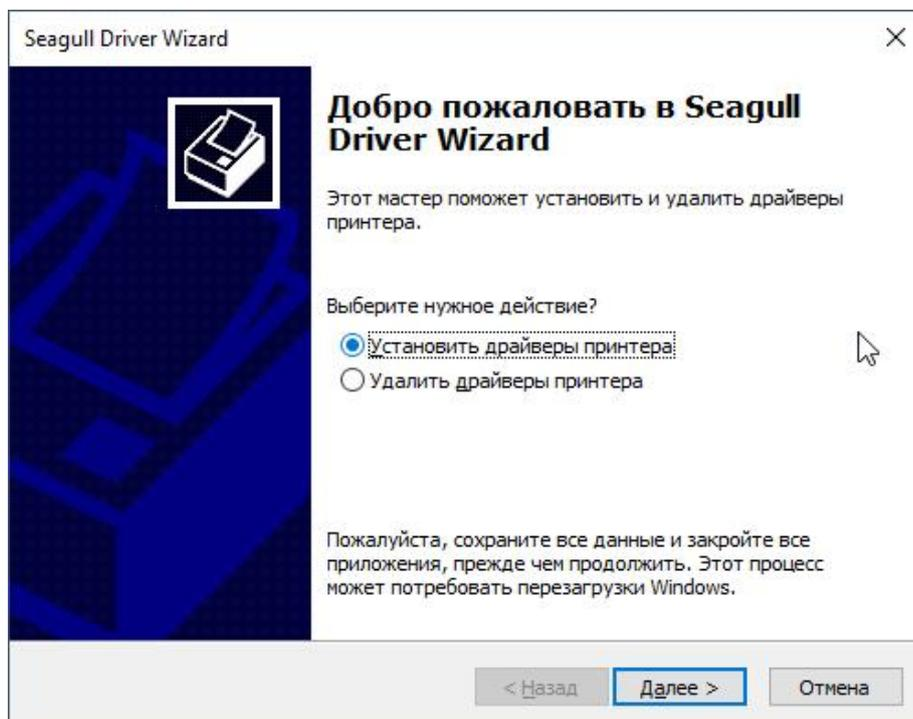 Seagull Driver Wizard
Добро пожаловать в Seagull
Driver Wizard
Этот мастер поможет установить и удалить драйверы
принтера.
Выберите нужное действие?
Установить драйверы принтера
Удалить драйверы принтера
Пожалуйста, сохраните все данные и закройте все
приложения, прежде чем продолжить. Этот процесс
может потребовать перезагрузки Windows.
< Назад Далее > Отмена